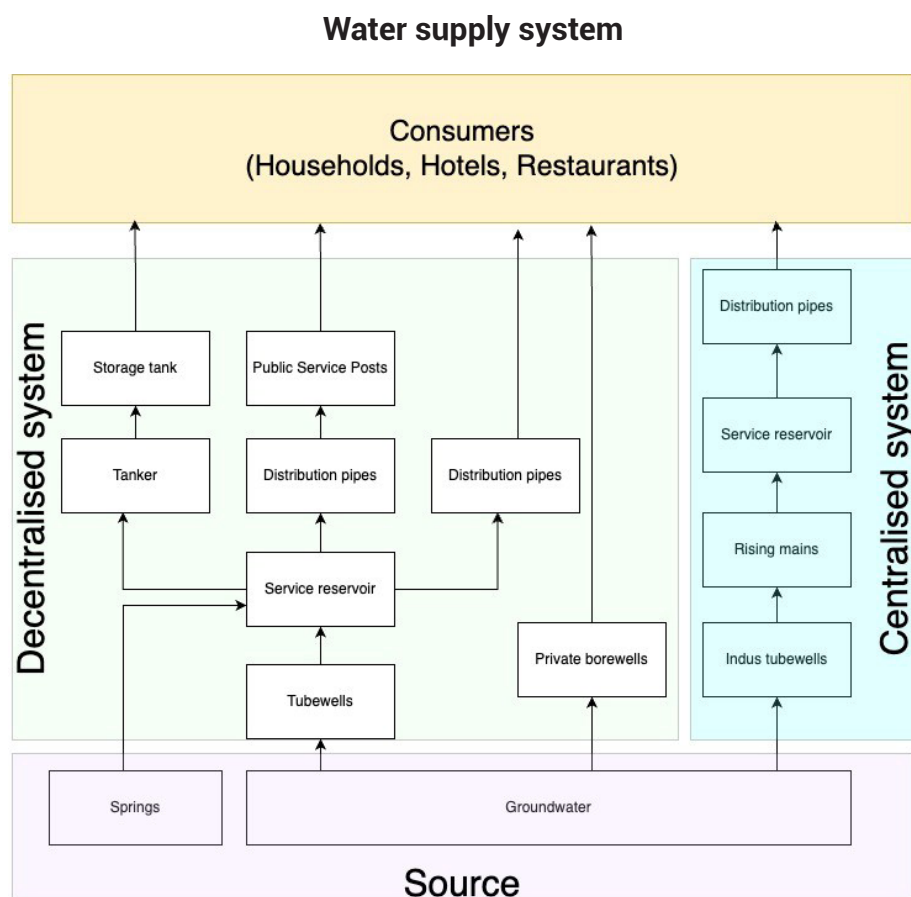 Water supply system
Consumers
(Households, Hotels, Restaurants)
Decentralised system
Centralised system
Distribution pipes
Storage tank
Public Service Posts
Service reservoir
Tanker
Distribution pipes
Distribution pipes
Rising mains
Service reservoir
Private borewells
Indus tubewells
Tubewells
Springs
Groundwater
Source